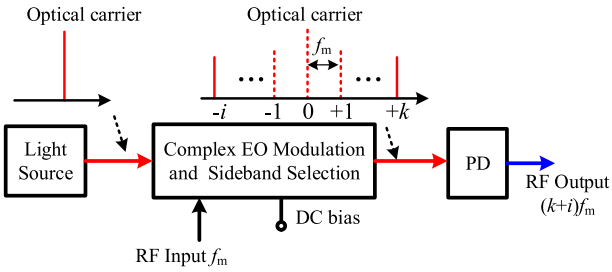 Optical carrier
Optical carrier
fm
-i ··· -1 0 +1 ··· +k
Light
Source
Complex EO Modulation
and Sideband Selection
PD
RF Output
(k+i)fm
DC bias
RF Input fm